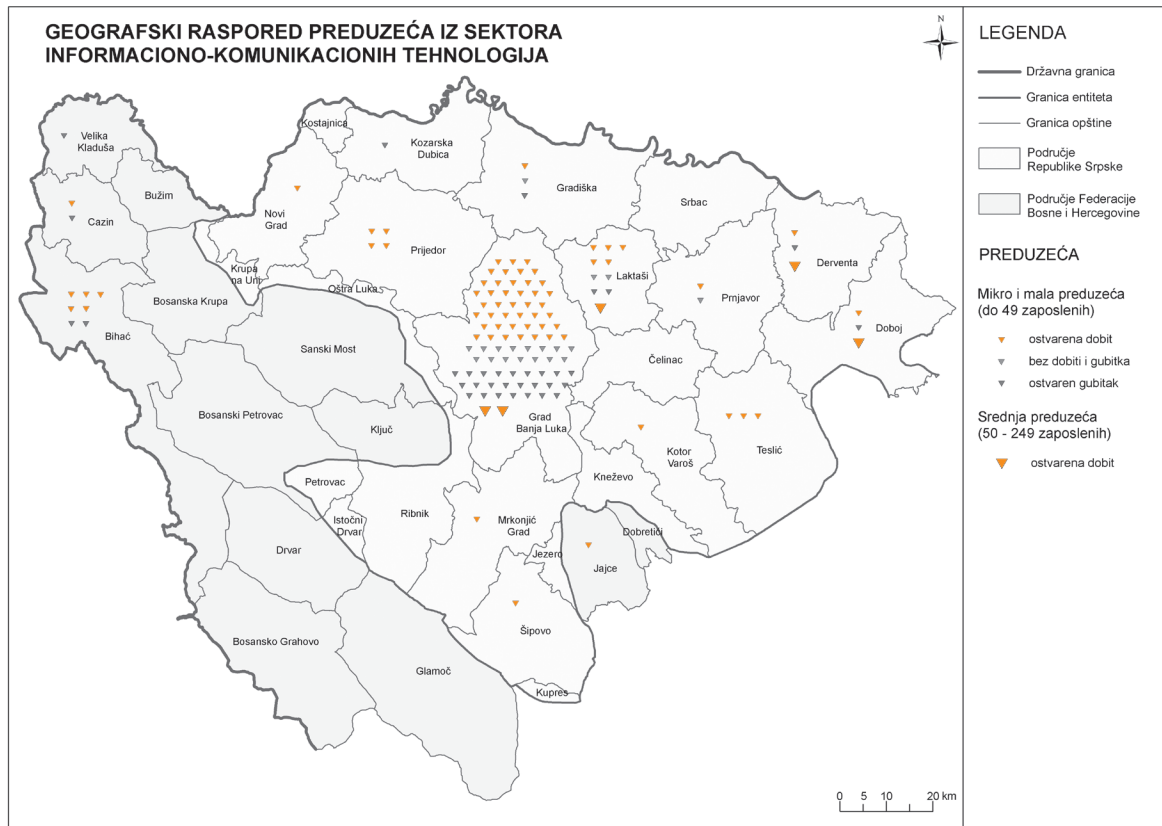 GEOGRAFSKI RASPORED PREDUZEĆA IZ SEKTORA
INFORMACIONO-KOMUNIKACIONIH TEHNOLOGIJA
N
Velika
Kladuša
Bužim
Cazin
Bihać
Bosanska Krupa
Kostajnica
Kozarska
Dubica
Novi
Grad
Krupa
na Uni
Prijedor
Oštra Luka
Gradiška
Srbac
Laktaši
Prnjavor
Derventa
Doboj
Sanski Most
Čelinac
Bosanski Petrovac
Ključ
Grad
Banja Luka
Kotor
Varoš
Teslić
Kneževo
Petrovac
Istočni
Drvar
Ribnik
Mrkonjić
Grad
Jezero
Dobretići
Jajce
Drvar
Šipovo
Bosansko Grahovo
Glamoč
Kupres
0 5 10 20 km
LEGENDA
Državna granica
Granica entiteta
Granica opštine
Područje
Republike Srpske
Područje Federacije
Bosne i Hercegovine
PREDUZEĆA
Mikro i mala preduzeća
(do 49 zaposlenih)
ostvarena dobit
bez dobiti i gubitka
ostvaren gubitak
Srednja preduzeća
(50 - 249 zaposlenih)
ostvarena dobit